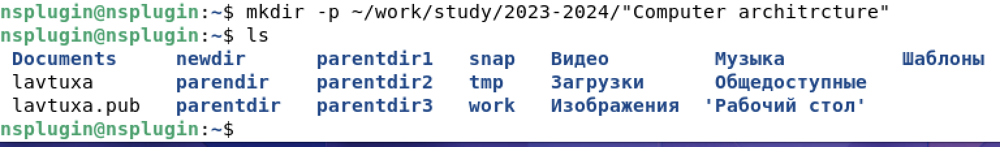 nsplugin@nsplugin:~$ mkdir -p ~/work/study/2023-2024/"Computer architrcture"
nsplugin@nsplugin:~$ ls
Documents newdir parentdir1 snap Видео Музыка Шаблоны
lavtuxa parendir parentdir2 tmp Загрузки Общедоступные
lavtuxa.pub parentdir parentdir3 work Изображения 'Рабочий стол'
nsplugin@nsplugin:~$